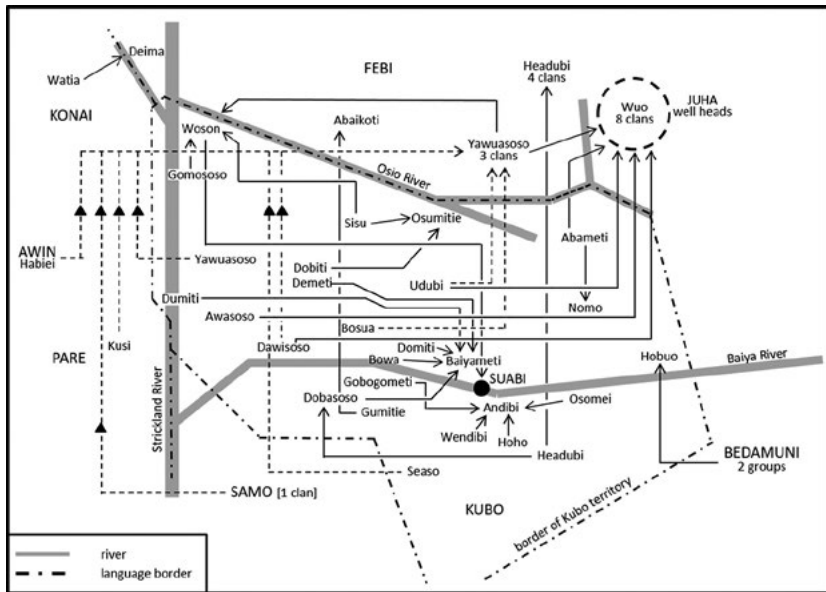 Deima
FEBI
Headubi
4 clans
Watia
Wuo
8 clans
JUHA
well heads
KONAI
Abaikoti
Woson
Yawuasoso
3 clans
Gomososo
Osio River
Sisu
Osumitie
Abameti
AWIN
Habiei
Yawuasoso
Dobiti
Demeti
Udubi
Dumiti
Nomo
Awasoso
Kusi
Bosua
PARE
Dawisoso
Domiti
Bowa
Baiyameti
Hobuo
Baiya River
SUABI
Gobogometi
Dobasoso
Andibi
Osomei
Gumitie
Strickland River
Wendibi
Hoho
Headubi
BEDAMUNI
2 groups
Seaso
SAMO [1 clan]
KUBO
border of Kubo territory
river
language border